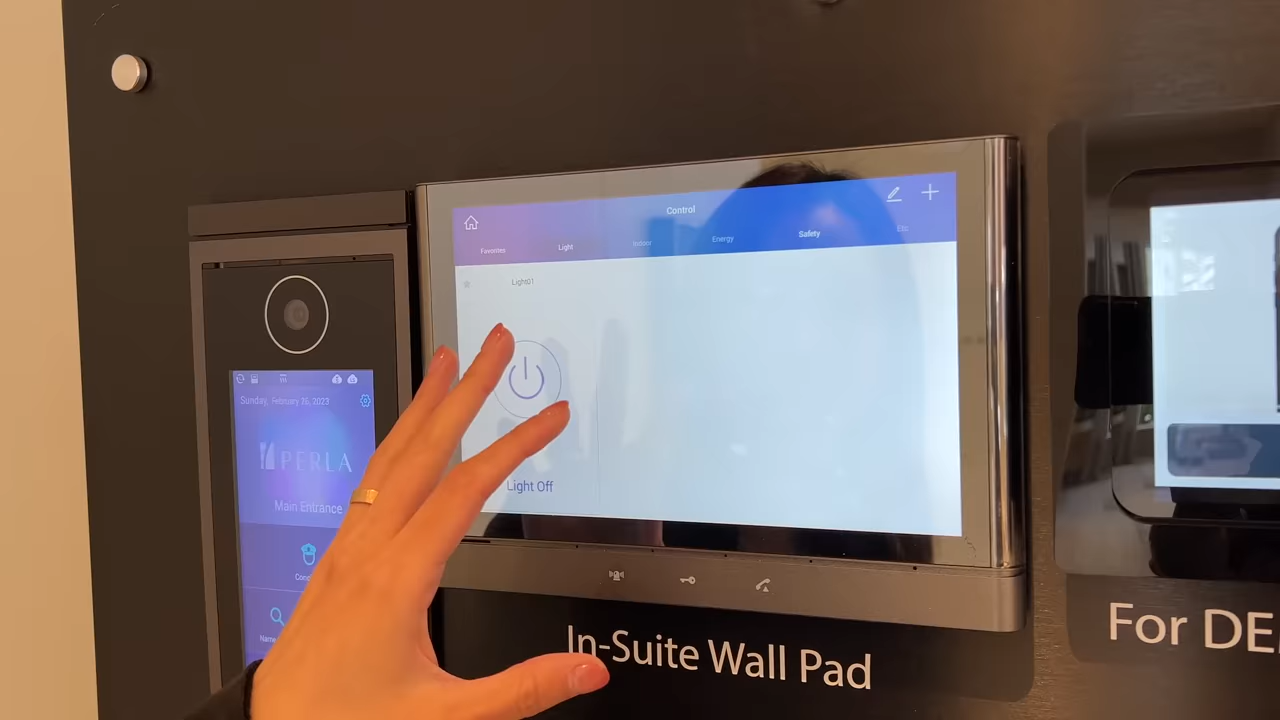 Control
Favorites Light Indoor Energy Safety Etc
Light01
Light Off
Sunday, February 26, 2023
PERLA
Main Entrance
Name
In-Suite Wall Pad
For DE